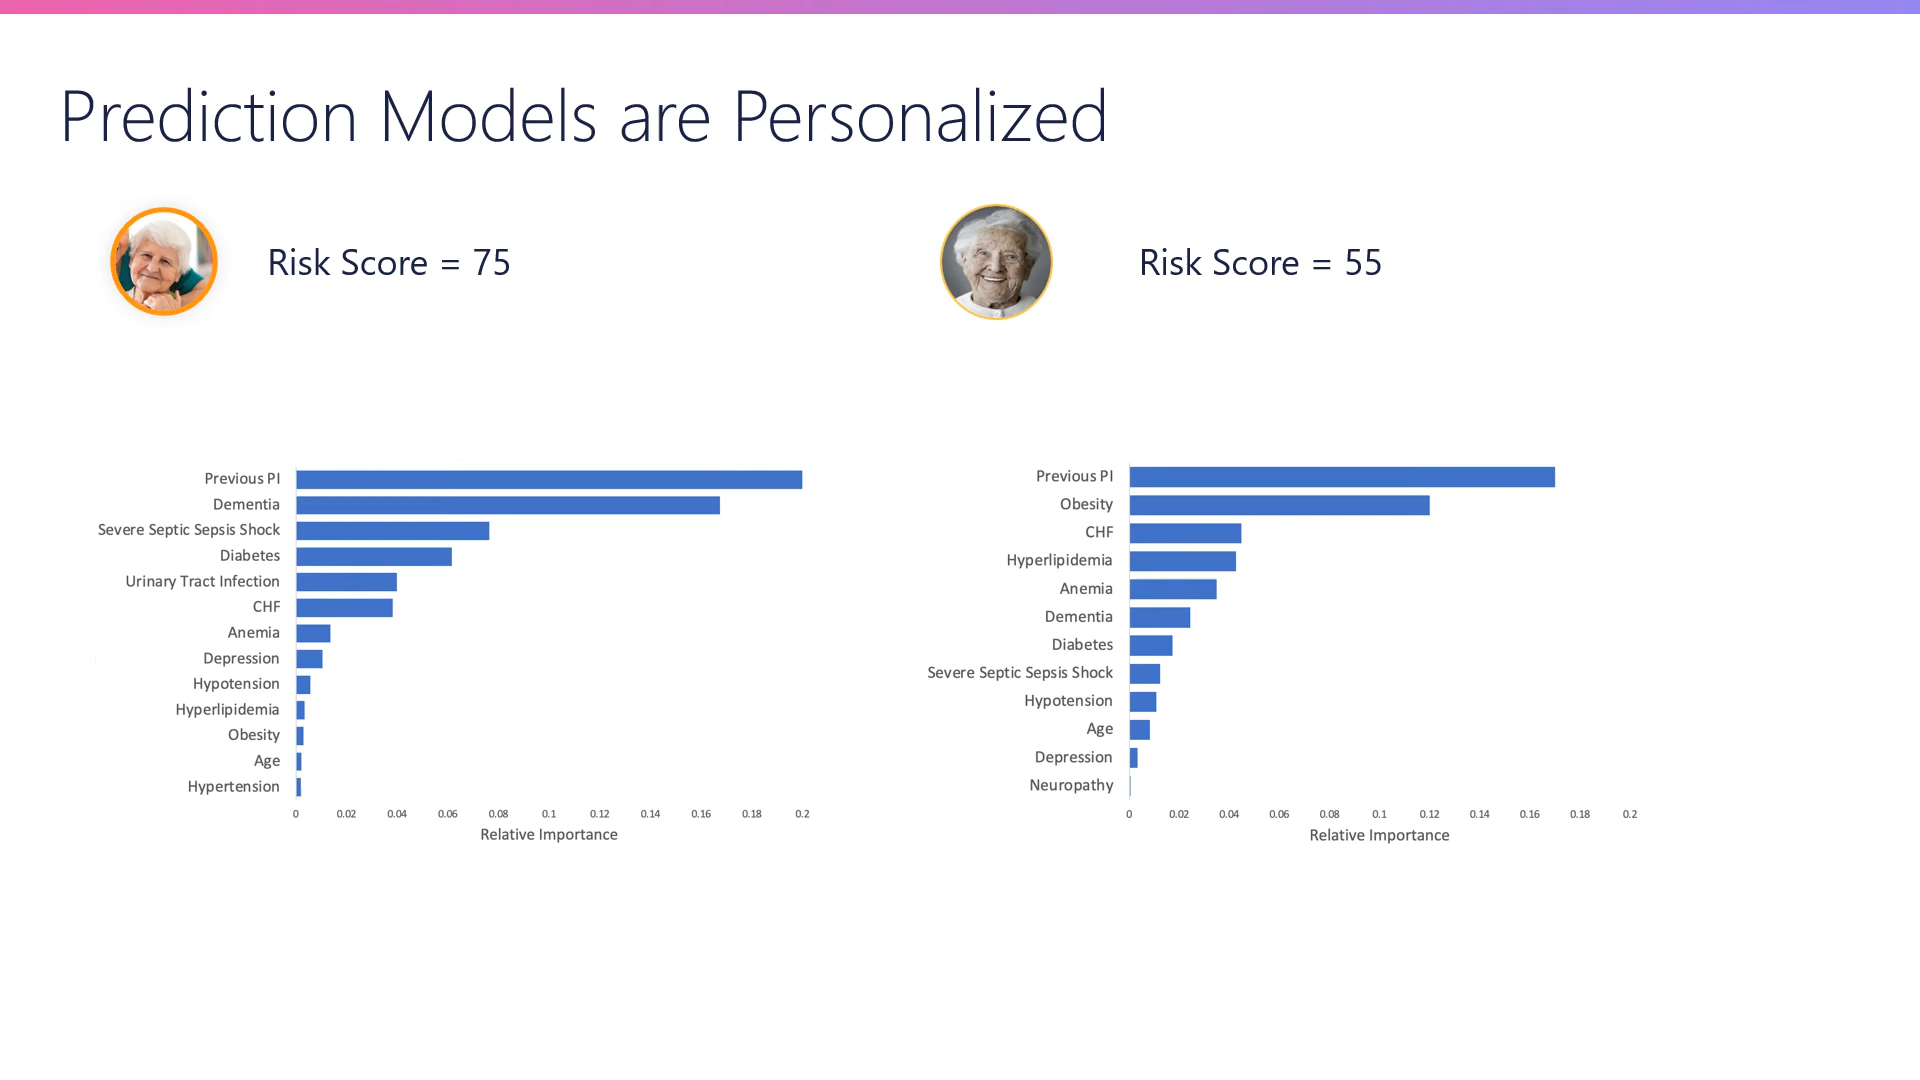 Prediction Models are Personalized
Risk Score = 75
Risk Score = 55
Previous PI
Dementia
Severe Septic Sepsis Shock
Diabetes
Urinary Tract Infection
CHF
Anemia
Depression
Hypotension
Hyperlipidemia
Obesity
Age
Hypertension
0 0.02 0.04 0.06 0.08 0.1 0.12 0.14 0.16 0.18 0.2
Relative Importance
Previous PI
Obesity
CHF
Hyperlipidemia
Anemia
Dementia
Diabetes
Severe Septic Sepsis Shock
Hypotension
Age
Depression
Neuropathy
0 0.02 0.04 0.06 0.08 0.1 0.12 0.14 0.16 0.18 0.2
Relative Importance